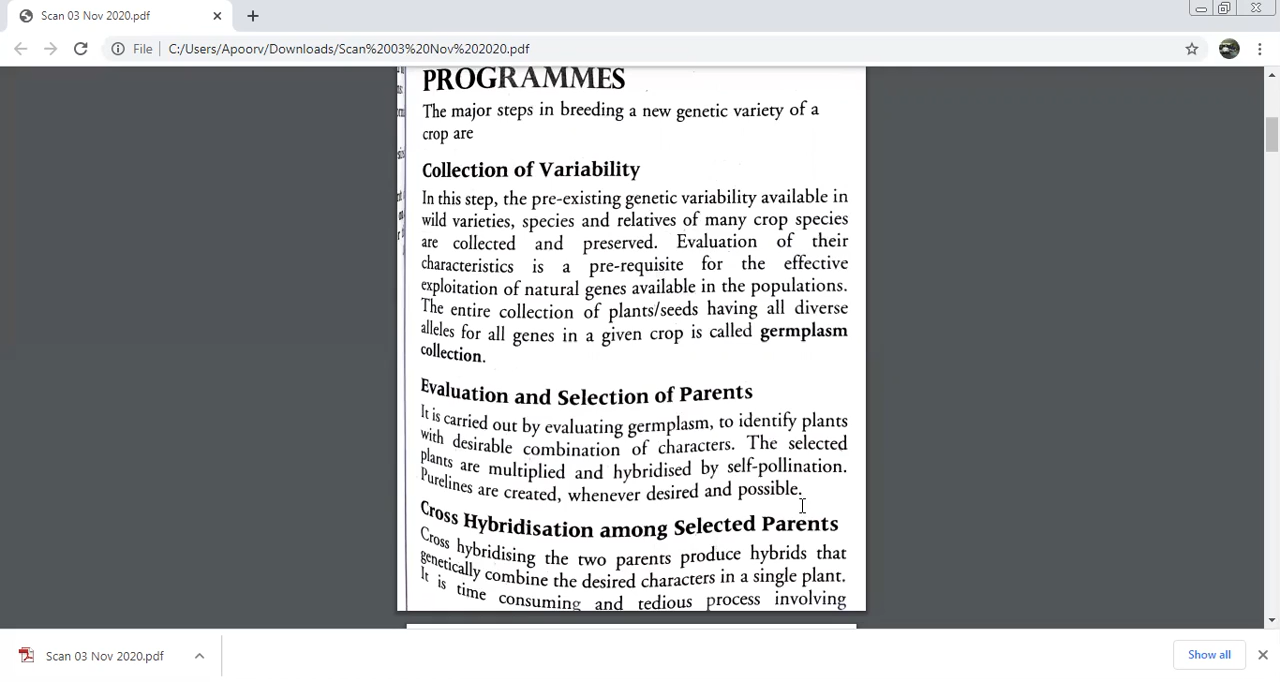 Scan 03 Nov 2020.pdf
File
C:/Users/Apoorv/Downloads/Scan%2003%20Nov%202020.pdf
PROGRAMMES
The major steps in breeding a new genetic variety of a
crop are
Collection of Variability
In this step, the pre-existing genetic variability available in
wild varieties, species and relatives of many crop species
are collected and preserved. Evaluation of their
characteristics is a pre-requisite for the effective
exploitation of natural genes available in the populations.
The entire collection of plants/seeds having all diverse
alleles for all genes in a given crop is called germplasm
collection.
Evaluation and Selection of Parents
It is carried out by evaluating germplasm, to identify plants
with desirable combination of characters. The selected
plants are multiplied and hybridised by self-pollination.
Purelines are created, whenever desired and possible.
Cross Hybridisation among Selected Parents
Cross hybridising the two parents produce hybrids that
genetically combine the desired characters in a single plant.
It is time consuming and tedious process involving
Scan 03 Nov 2020.pdf
Show all